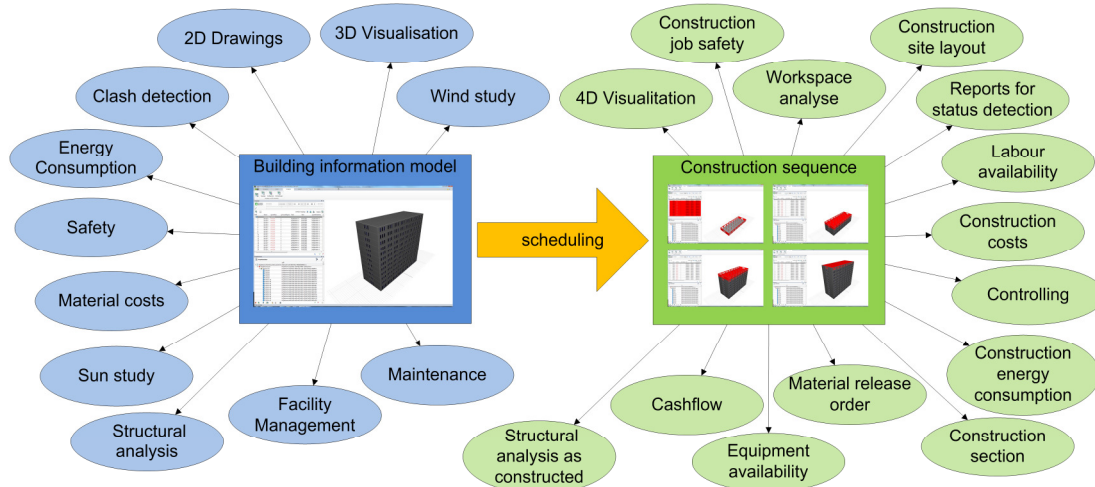 2D Drawings
3D Visualisation
Clash detection
Wind study
Energy
Consumption
Building information model
Safety
Material costs
Sun study
Structural
analysis
Facility
Management
Maintenance
scheduling
Construction
job safety
Construction
site layout
4D Visualitation
Workspace
analyse
Reports for
status detection
Construction sequence
Labour
availability
Construction
costs
Controlling
Construction
energy
consumption
Construction
section
Material release
order
Equipment
availability
Cashflow
Structural
analysis as
constructed